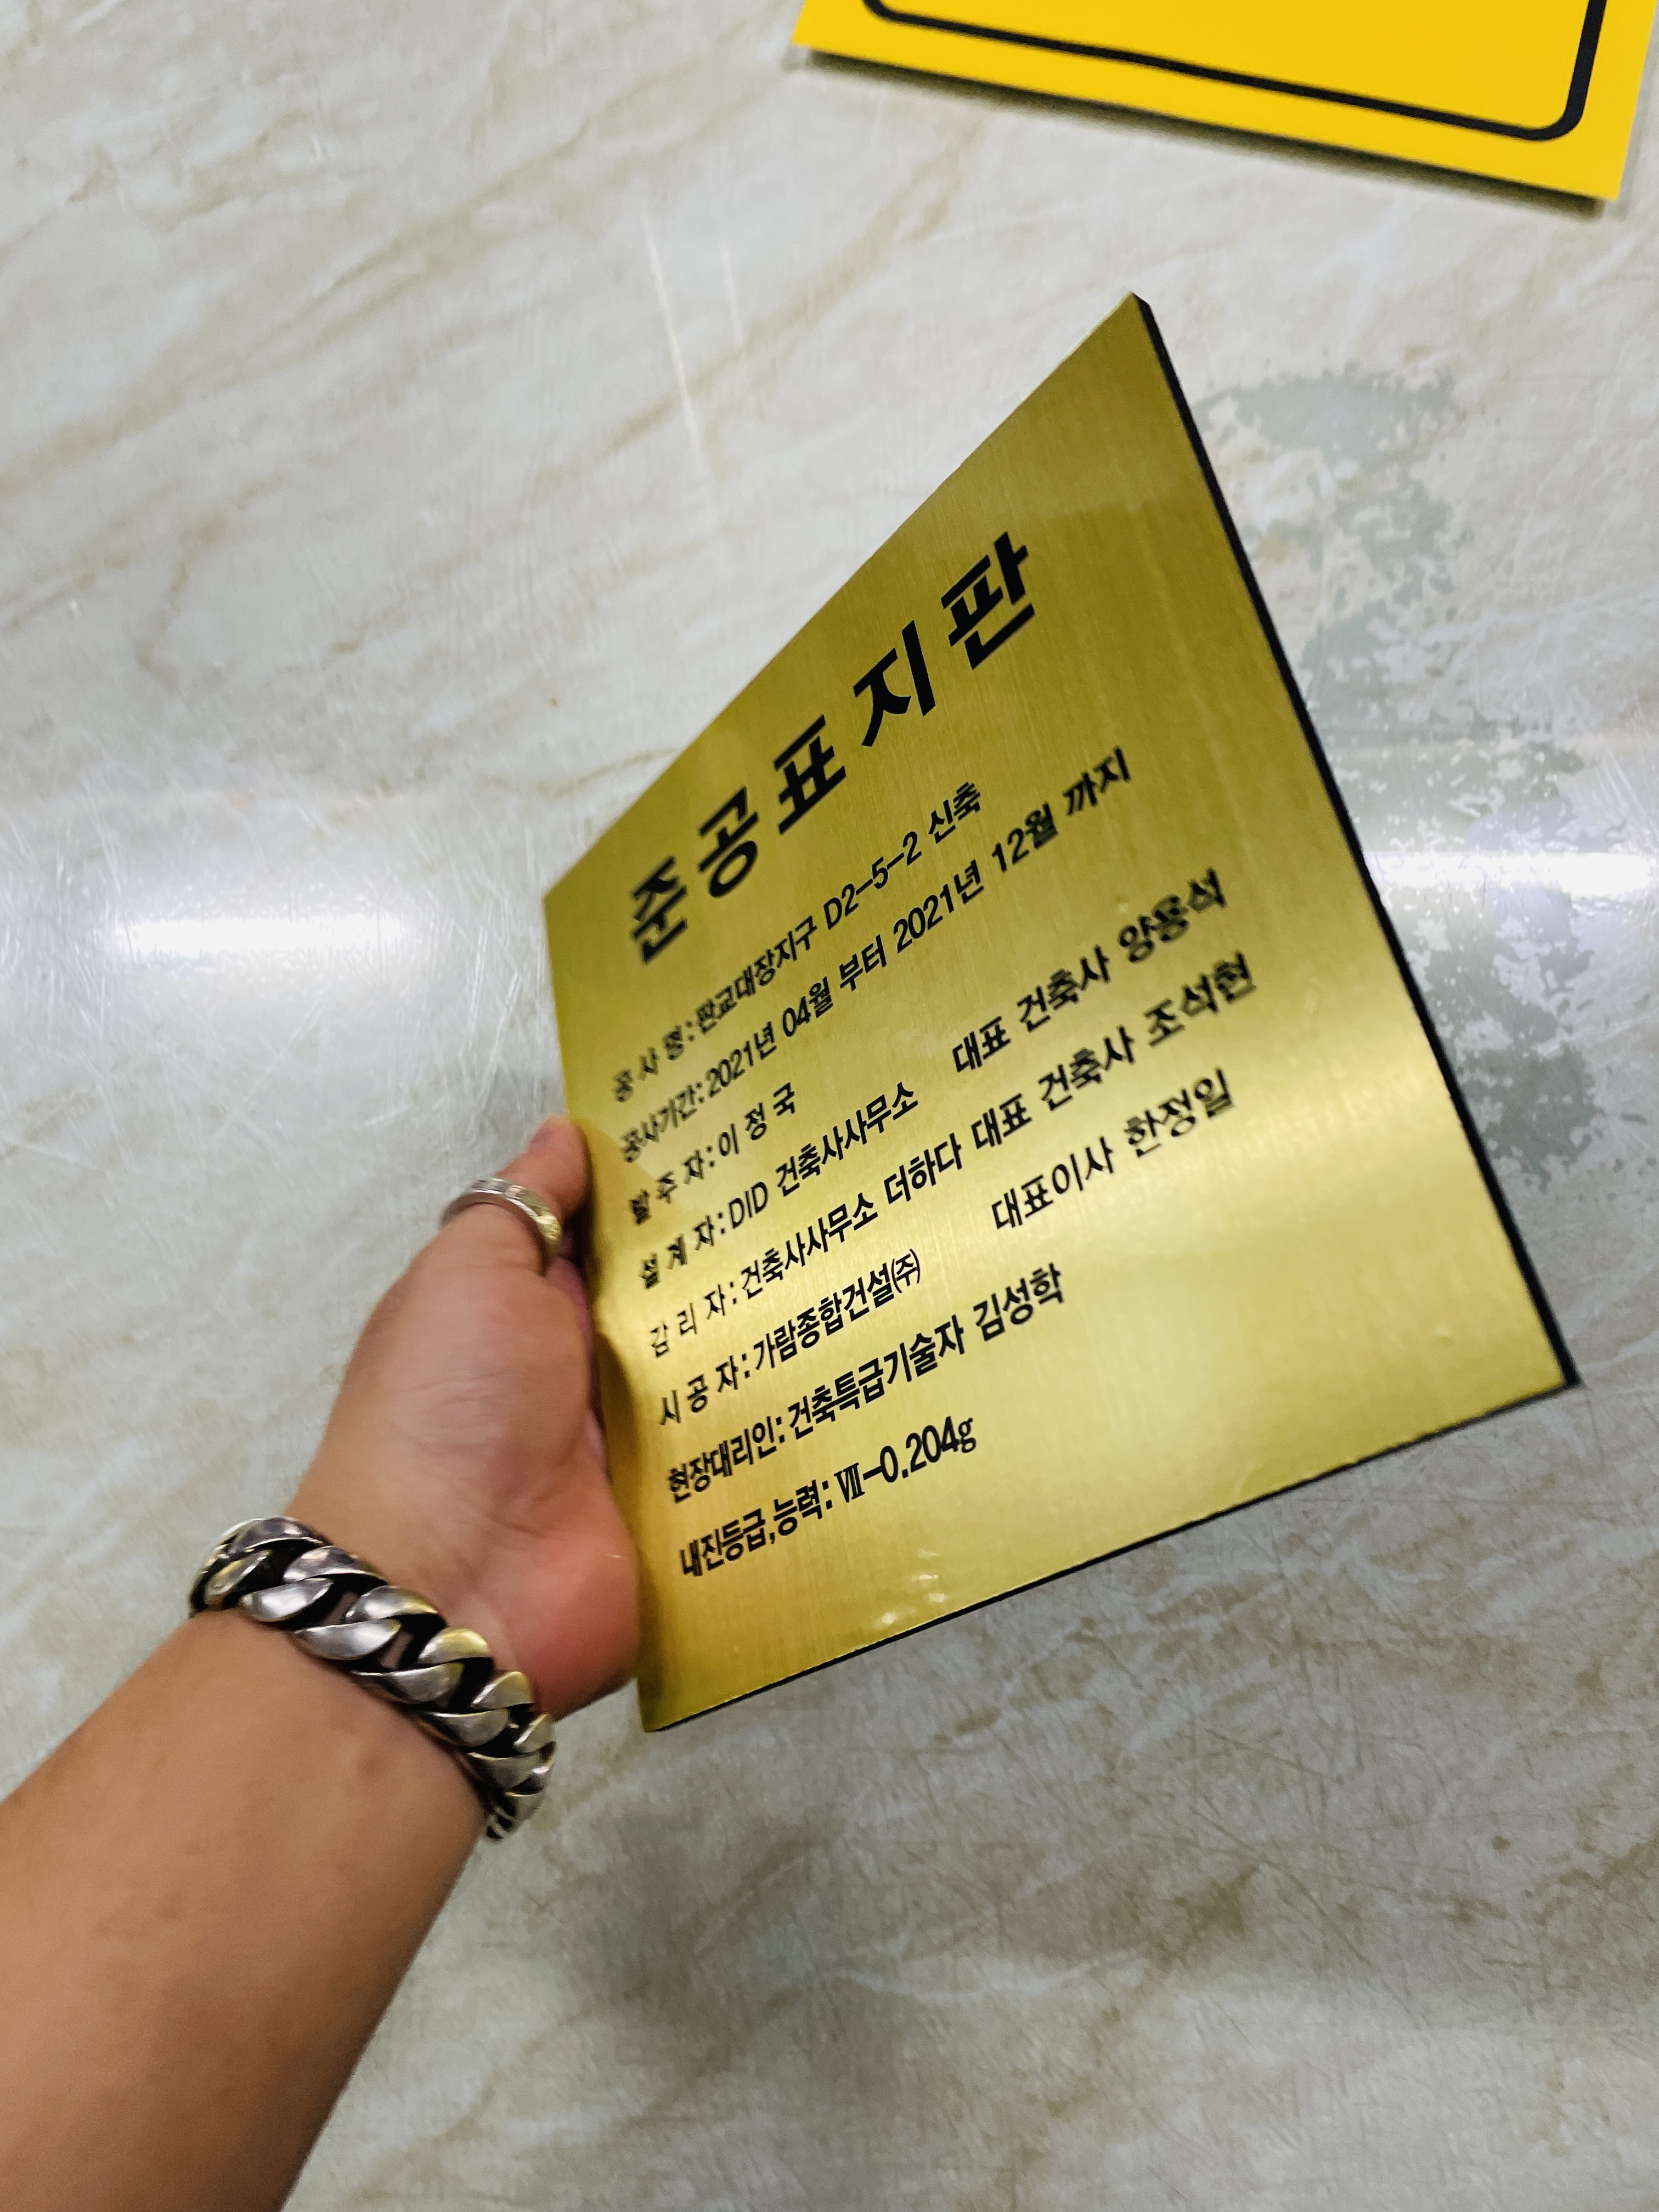 준공표지판
공 사 명 : 판교대장지구 D2-5-2 신축
공사기간 : 2021년 04월 부터 2021년 12월 까지
발 주 자 : 이 정 국
설 계 자 : DID 건축사사무소 대표 건축사 양용석
감 리 자 : 건축사사무소 더하다 대표 건축사 조석현
시 공 자 : 가람종합건설㈜ 대표이사 한정일
현장대리인 : 건축특급기술자 김성학
내진등급,능력 : Ⅶ-0.204g